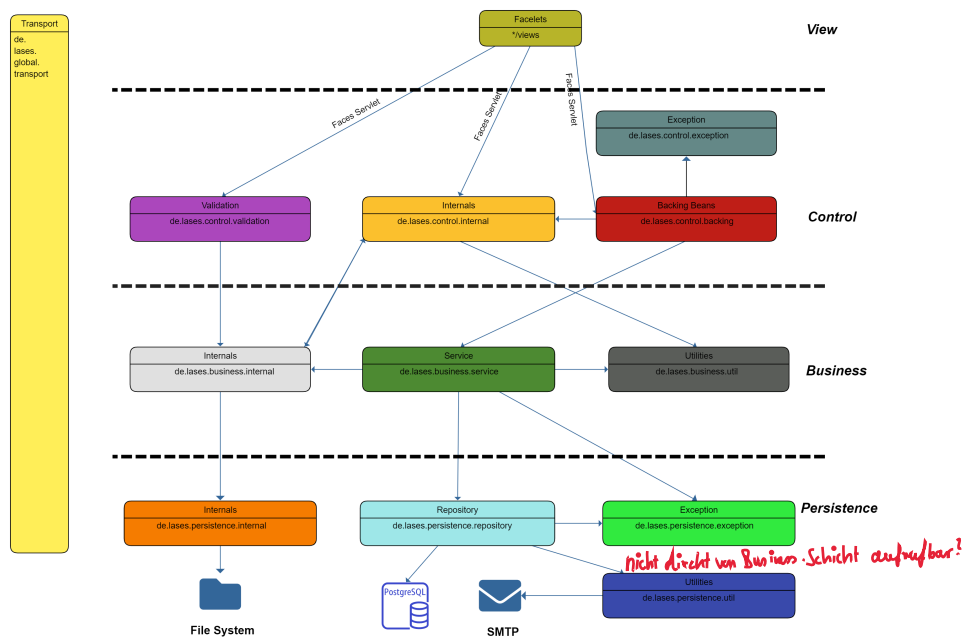 Transport
de.
lases.
global.
transport
Facelets
*/views
View
Faces Servlet
Faces Servlet
Faces Servlet
Exception
de.lases.control.exception
Validation
de.lases.control.validation
Internals
de.lases.control.internal
Backing Beans
de.lases.control.backing
Control
Internals
de.lases.business.internal
Service
de.lases.business.service
Utilities
de.lases.business.util
Business
Internals
de.lases.persistence.internal
Repository
de.lases.persistence.repository
Exception
de.lases.persistence.exception
Persistence
nicht direkt von Business-Schicht aufrufbar?
Utilities
de.lases.persistence.util
PostgreSQL
File System
SMTP